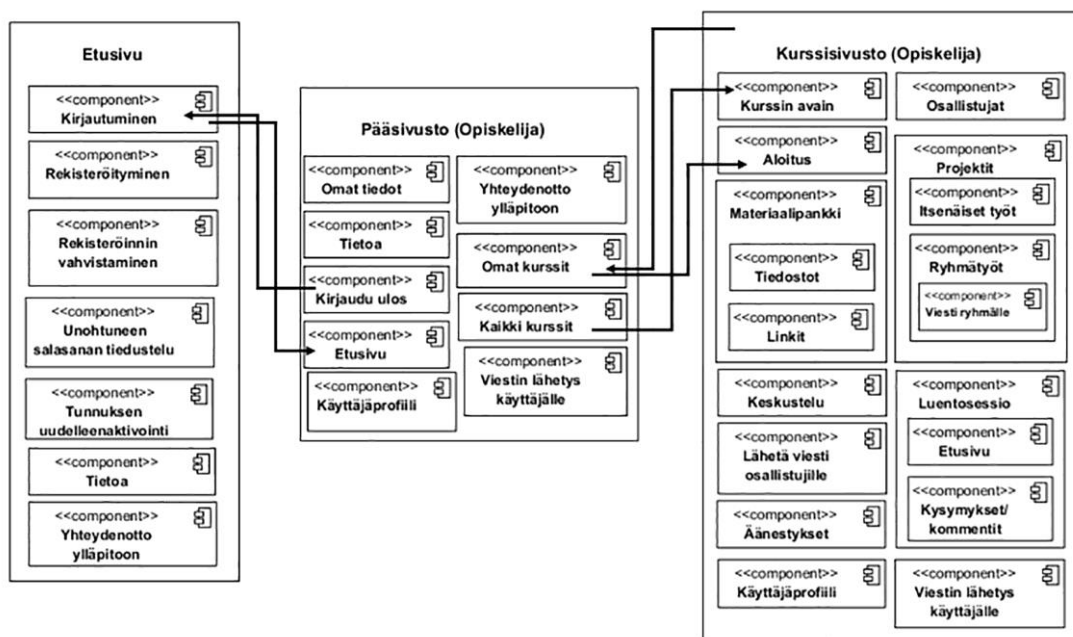 Etusivu
<<component>>
Kirjautuminen
<<component>>
Rekisteröityminen
<<component>>
Rekisteröinnin
vahvistaminen
<<component>>
Unohtuneen
salasanan tiedustelu
<<component>>
Tunnuksen
uudelleenaktivointi
<<component>>
Tietoa
<<component>>
Yhteydenotto
ylläpitoon
Pääsivusto (Opiskelija)
<<component>>
Omat tiedot
<<component>>
Tietoa
<<component>>
Kirjaudu ulos
<<component>>
Etusivu
<<component>>
Käyttäjäprofiili
<<component>>
Yhteydenotto
ylläpitoon
<<component>>
Omat kurssit
<<component>>
Kaikki kurssit
<<component>>
Viestin lähetys
käyttäjälle
Kurssisivusto (Opiskelija)
<<component>>
Kurssin avain
<<component>>
Aloitus
<<component>>
Materiaalipankki
<<component>>
Tiedostot
<<component>>
Linkit
<<component>>
Keskustelu
<<component>>
Lähetä viesti
osallistujille
<<component>>
Äänestykset
<<component>>
Käyttäjäprofiili
<<component>>
Osallistujat
<<component>>
Projektit
<<component>>
Itsenäiset työt
<<component>>
Ryhmätyöt
<<component>>
Viesti ryhmälle
<<component>>
Luentosessio
<<component>>
Etusivu
<<component>>
Kysymykset/
kommentit
<<component>>
Viestin lähetys
käyttäjälle